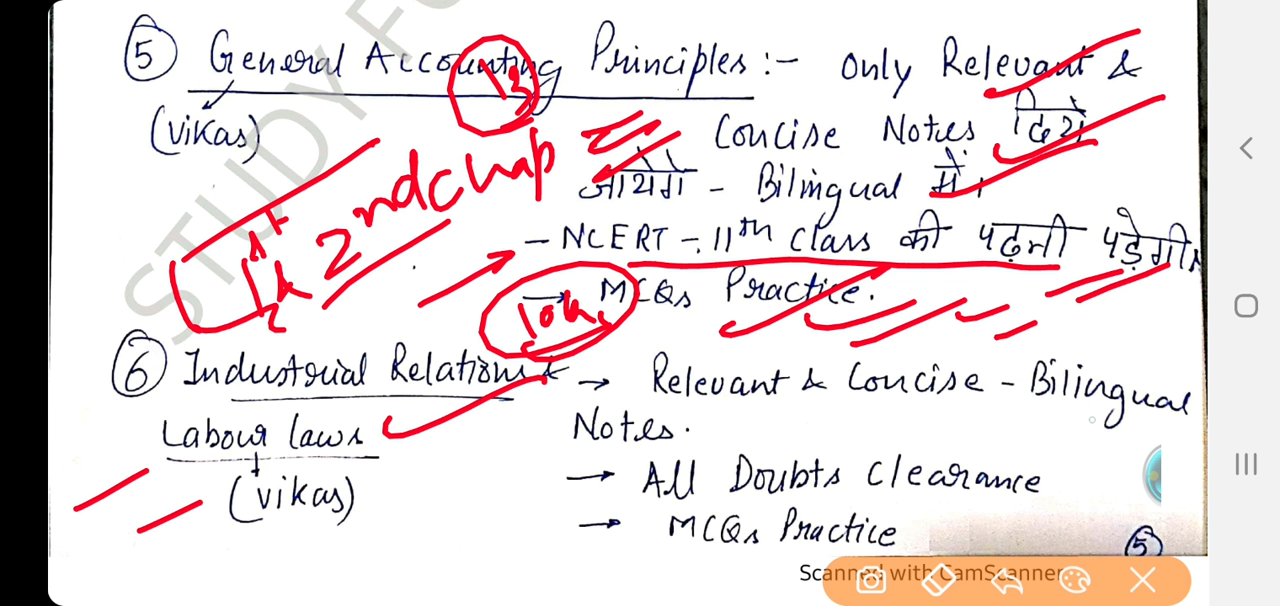 ⑤ General Accounting Principles :- only Relevant &
(vikas) Concise Notes दिये
13
जायेगा - Bilingual में।
1st & 2nd chap
- NCERT - 11th class की पढ़नी पड़ेगी।
→ MCQs Practice.
⑥ Industrial Relations & → Relevant & Concise - Bilingual
Labour laws Notes.
(vikas) → All Doubts Clearance
→ MCQs Practice
⑤
Scanned with CamScanner
STUDY